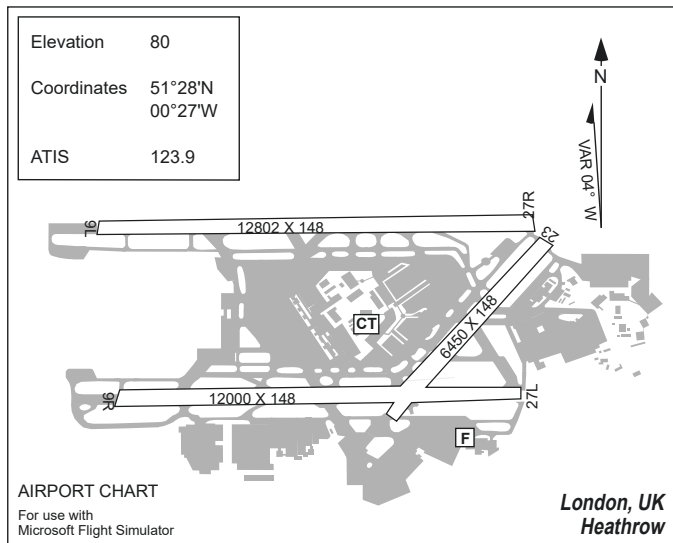 Elevation 80
Coordinates 51°28'N
00°27'W
ATIS 123.9
N
VAR 04° W
27R
9L
12802 X 148
23
CT
6450 X 148
9R
12000 X 148
27L
F
AIRPORT CHART
For use with
Microsoft Flight Simulator
London, UK
Heathrow